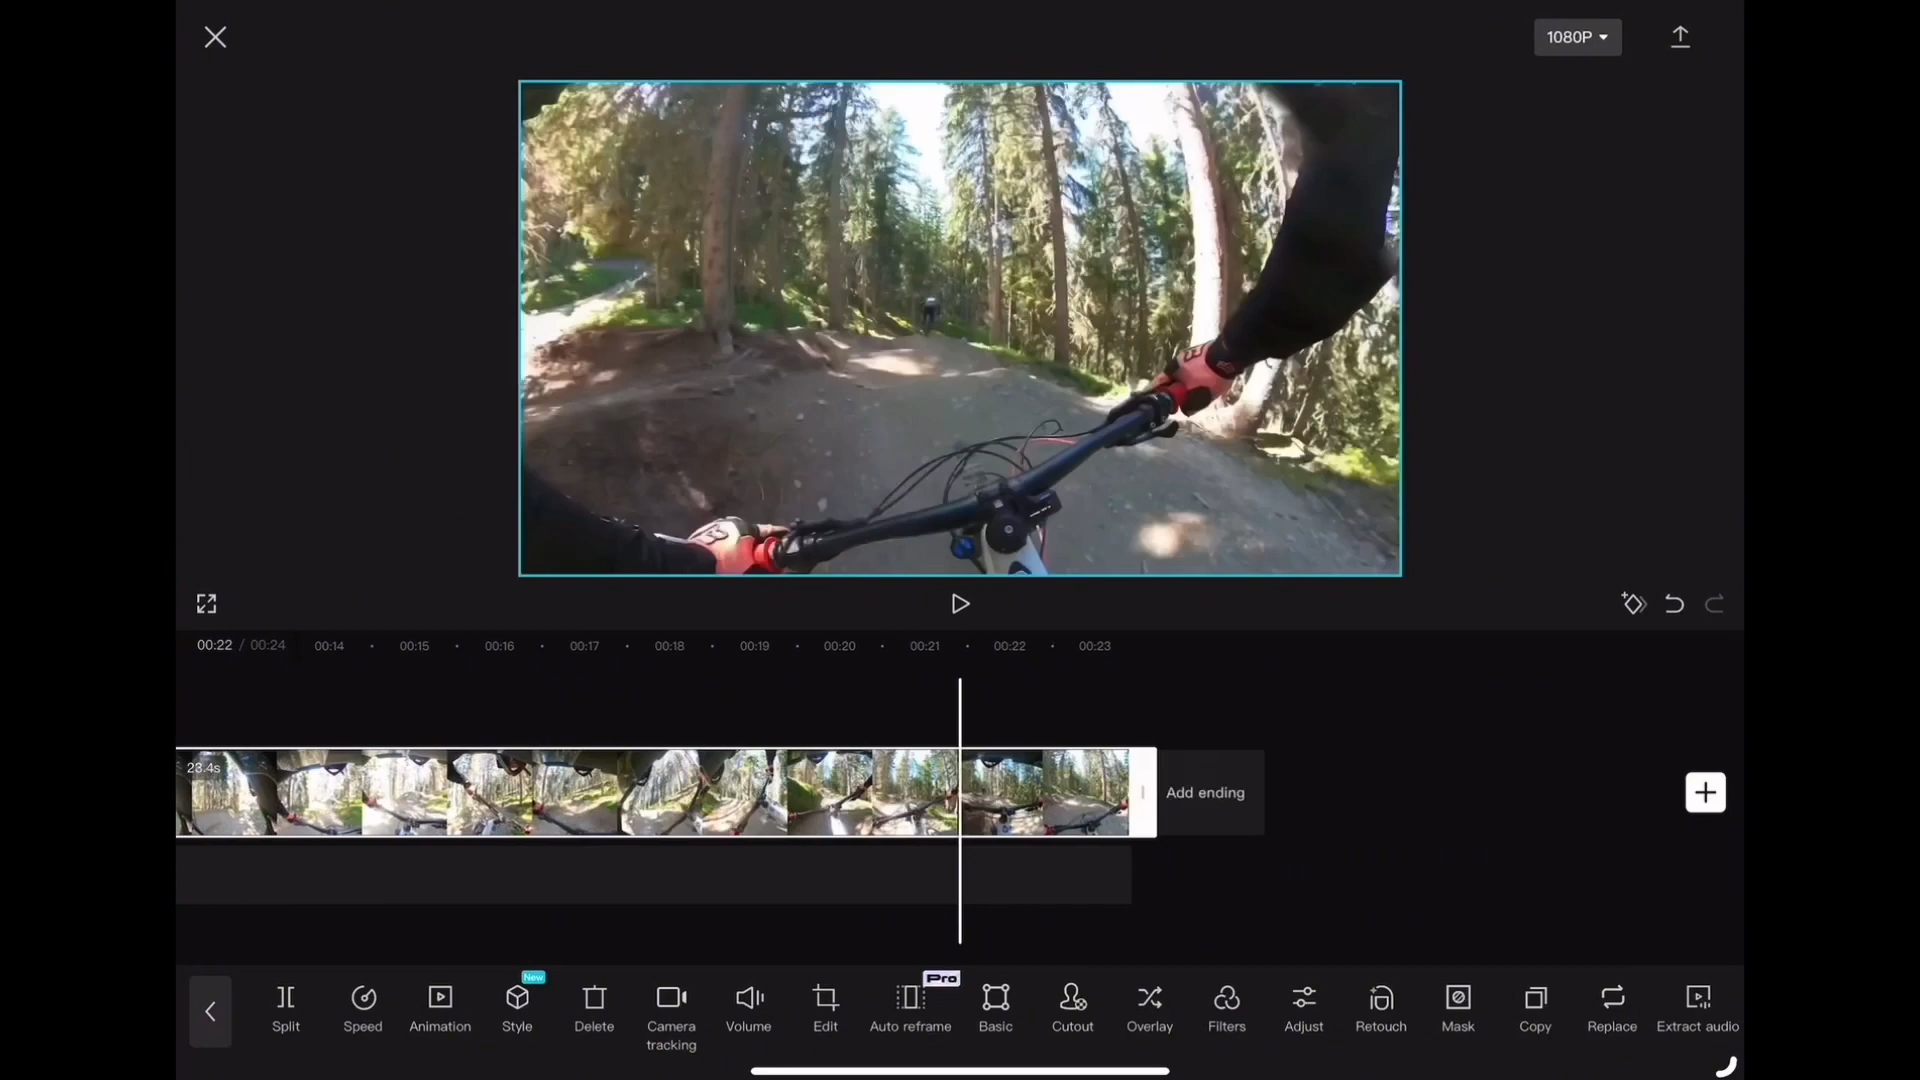 1080P
00:22 / 00:24 00:14 00:15 00:16 00:17 00:18 00:19 00:20 00:21 00:22 00:23
23.4s
Add ending
New
Pro
Split Speed Animation Style Delete Camera tracking Volume Edit Auto reframe Basic Cutout Overlay Filters Adjust Retouch Mask Copy Replace Extract audio